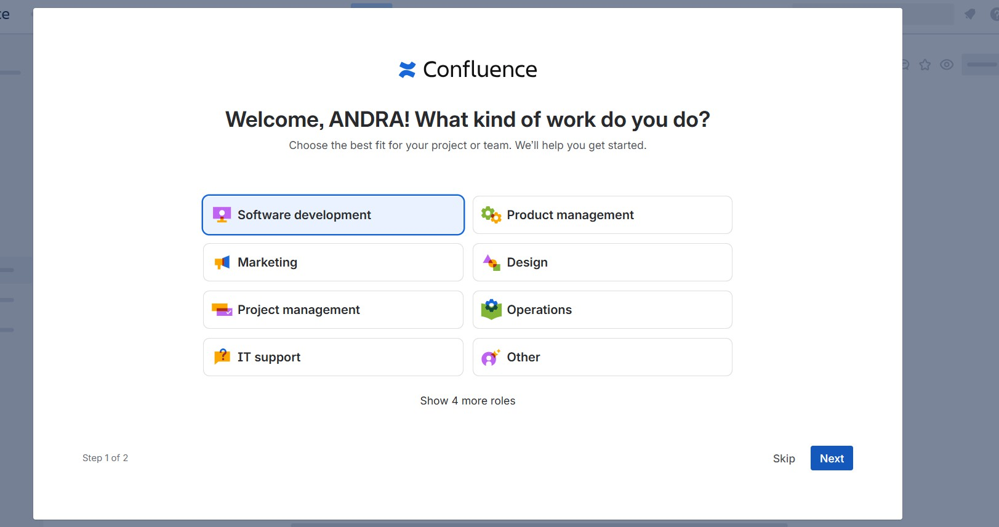 Confluence
Welcome, ANDRA! What kind of work do you do?
Choose the best fit for your project or team. We'll help you get started.
Software development
Product management
Marketing
Design
Project management
Operations
IT support
Other
Show 4 more roles
Step 1 of 2
Skip
Next